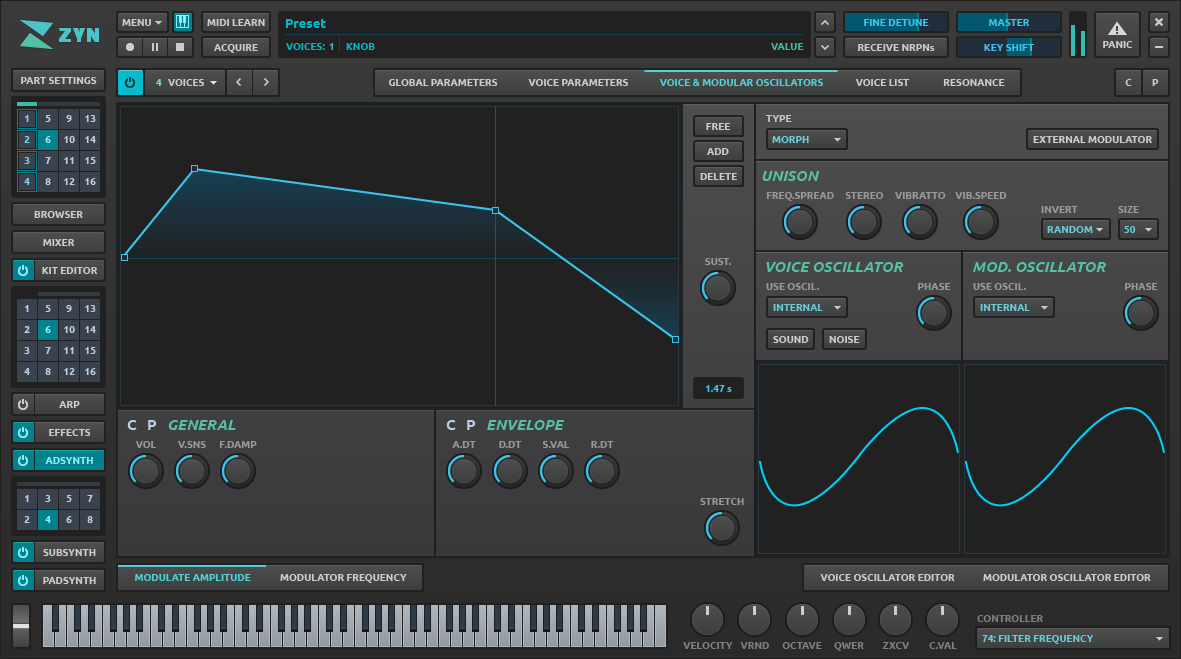 ZYN
MENU
MIDI LEARN
ACQUIRE
Preset
VOICES: 1 KNOB
VALUE
FINE DETUNE
MASTER
RECEIVE NRPNs
KEY SHIFT
PANIC
PART SETTINGS
4 VOICES
GLOBAL PARAMETERS
VOICE PARAMETERS
VOICE & MODULAR OSCILLATORS
VOICE LIST
RESONANCE
C P
1 5 9 13
2 6 10 14
3 7 11 15
4 8 12 16
BROWSER
MIXER
KIT EDITOR
1 5 9 13
2 6 10 14
3 7 11 15
4 8 12 16
ARP
EFFECTS
ADSYNTH
1 3 5 7
2 4 6 8
SUBSYNTH
PADSYNTH
FREE
ADD
DELETE
SUST.
1.47 s
TYPE
MORPH
EXTERNAL MODULATOR
UNISON
FREQ.SPREAD STEREO VIBRATTO VIB.SPEED
INVERT SIZE
RANDOM 50
VOICE OSCILLATOR
USE OSCIL. PHASE
INTERNAL
SOUND NOISE
MOD. OSCILLATOR
USE OSCIL. PHASE
INTERNAL
C P GENERAL
VOL V.SNS F.DAMP
C P ENVELOPE
A.DT D.DT S.VAL R.DT
STRETCH
MODULATE AMPLITUDE
MODULATOR FREQUENCY
VOICE OSCILLATOR EDITOR
MODULATOR OSCILLATOR EDITOR
VELOCITY VRND OCTAVE QWER ZXCV C.VAL
CONTROLLER
74: FILTER FREQUENCY